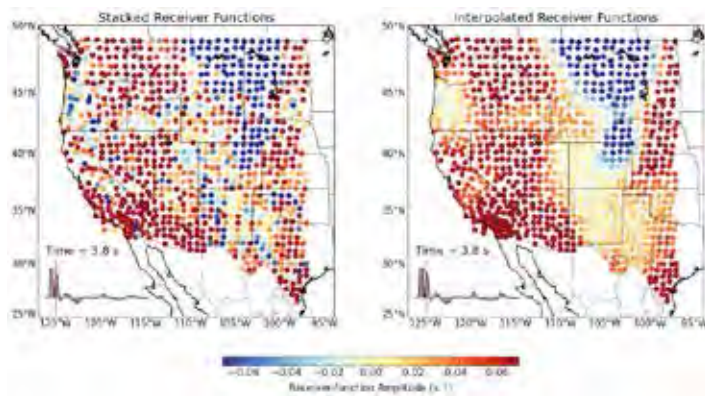 Stacked Receiver Functions
Interpolated Receiver Functions
50°N
50°N
45°N
45°N
40°N
40°N
35°N
35°N
30°N
30°N
25°N
25°N
Time = 3.8 s
Time = 3.8 s
125°W 120°W 115°W 110°W 105°W 100°W 95°W
125°W 120°W 115°W 110°W 105°W 100°W 95°W
−0.06 −0.04 −0.02 0.00 0.02 0.04 0.06
Receiver Function Amplitude